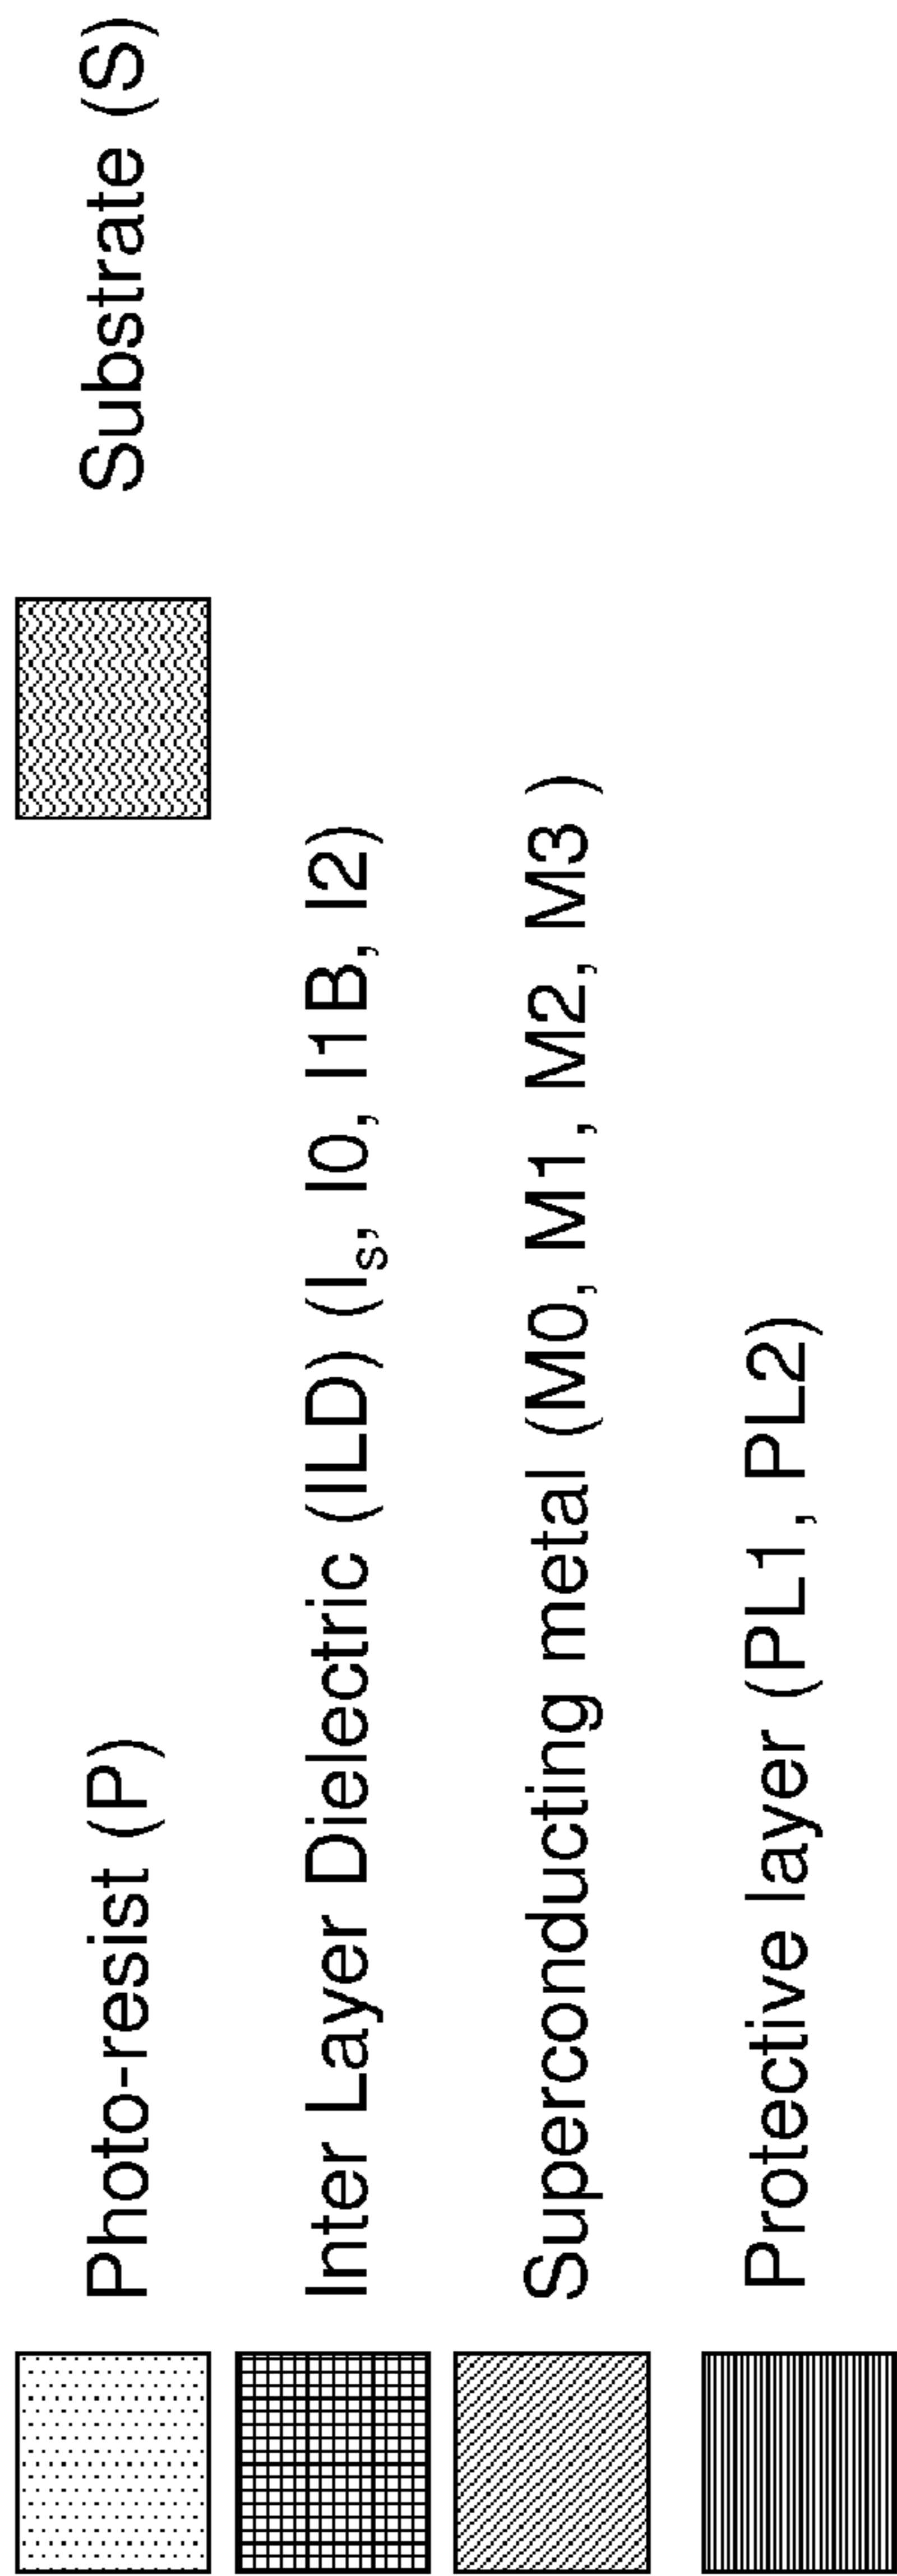 Photo-resist (P) Substrate (S)
Inter Layer Dielectric (ILD) (Iₛ, I0, I1B, I2)
Superconducting metal (M0, M1, M2, M3 )
Protective layer (PL1, PL2)